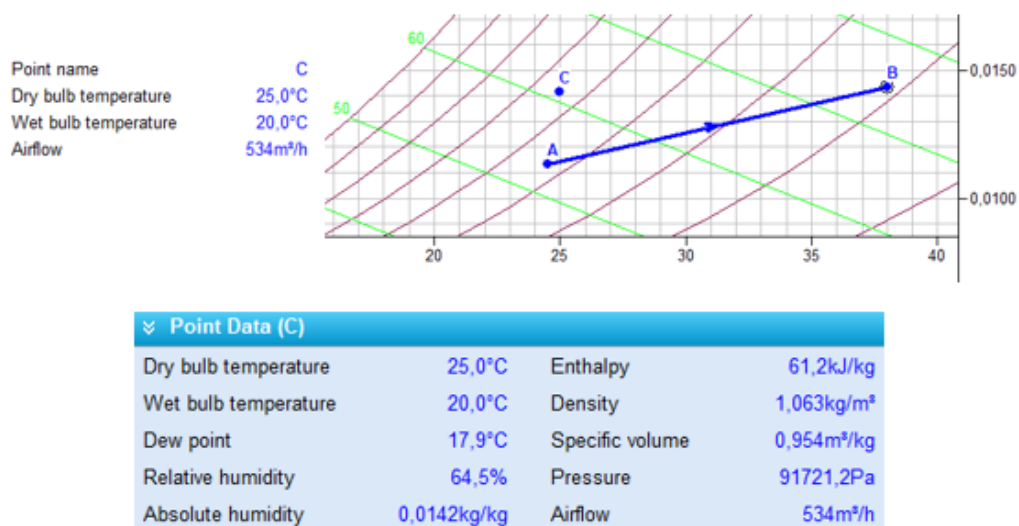 Point name C
Dry bulb temperature 25,0°C
Wet bulb temperature 20,0°C
Airflow 534m³/h
60
50
C
B
A
0,0150
0,0100
20 25 30 35 40
Point Data (C)
Dry bulb temperature 25,0°C Enthalpy 61,2kJ/kg
Wet bulb temperature 20,0°C Density 1,063kg/m³
Dew point 17,9°C Specific volume 0,954m³/kg
Relative humidity 64,5% Pressure 91721,2Pa
Absolute humidity 0,0142kg/kg Airflow 534m³/h